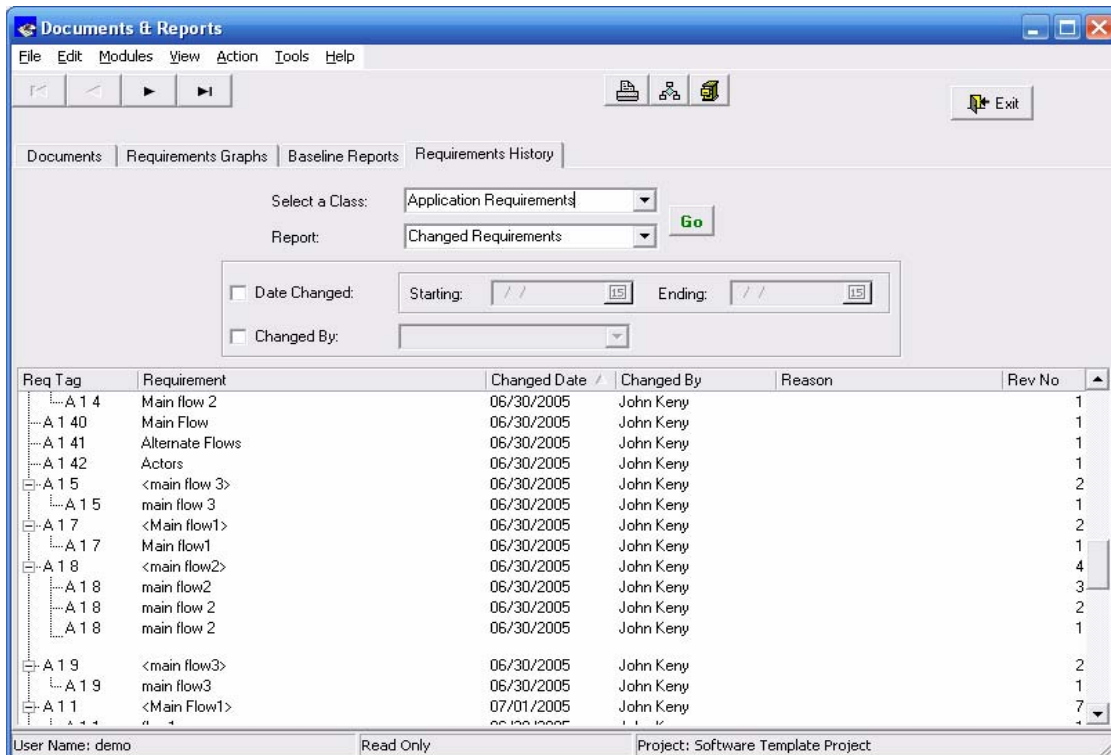 Documents & Reports
File Edit Modules View Action Tools Help
Exit
Documents Requirements Graphs Baseline Reports Requirements History
Select a Class: Application Requirements
Go
Report: Changed Requirements
Date Changed: Starting: / / 15 Ending: / / 15
Changed By:
Req Tag Requirement Changed Date Changed By Reason Rev No
A 1 4 Main flow 2 06/30/2005 John Keny 1
A 1 40 Main Flow 06/30/2005 John Keny 1
A 1 41 Alternate Flows 06/30/2005 John Keny 1
A 1 42 Actors 06/30/2005 John Keny 1
A 1 5 <main flow 3> 06/30/2005 John Keny 2
A 1 5 main flow 3 06/30/2005 John Keny 1
A 1 7 <Main flow1> 06/30/2005 John Keny 2
A 1 7 Main flow1 06/30/2005 John Keny 1
A 1 8 <main flow2> 06/30/2005 John Keny 4
A 1 8 main flow2 06/30/2005 John Keny 3
A 1 8 main flow 2 06/30/2005 John Keny 2
A 1 8 main flow 2 06/30/2005 John Keny 1
A 1 9 <main flow3> 06/30/2005 John Keny 2
A 1 9 main flow3 06/30/2005 John Keny 1
A 1 1 <Main Flow1> 07/01/2005 John Keny 7
User Name: demo Read Only Project: Software Template Project